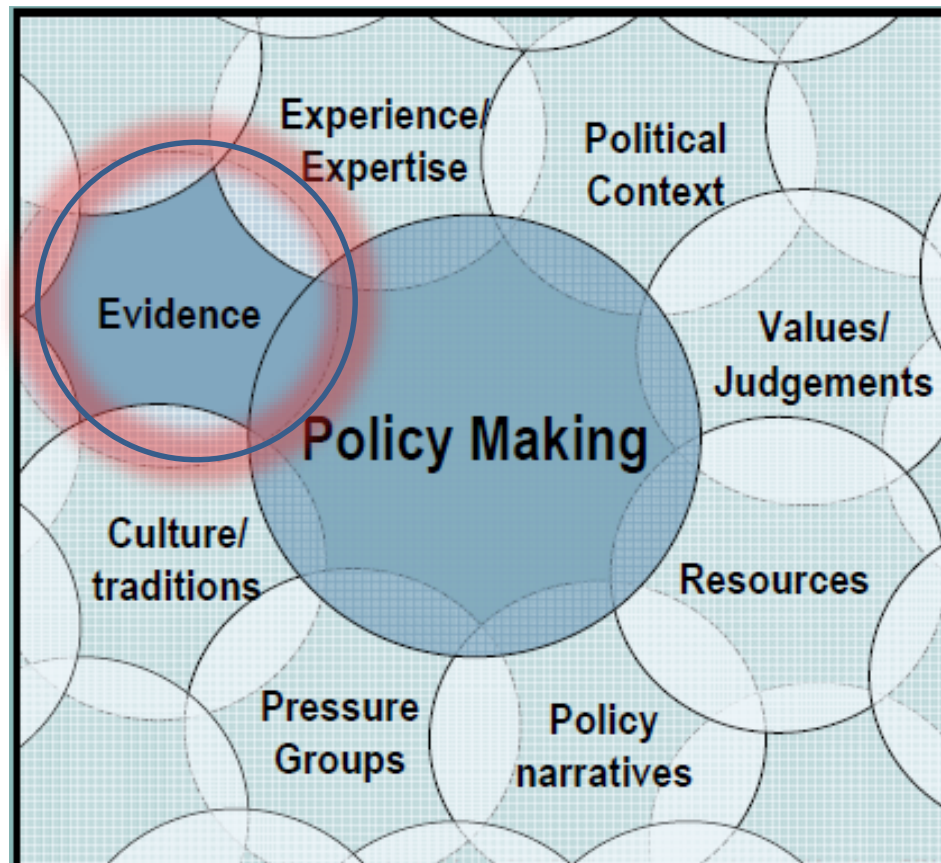 Experience/
Expertise
Political
Context
Evidence
Values/
Judgements
Policy Making
Culture/
traditions
Resources
Pressure
Groups
Policy
narratives